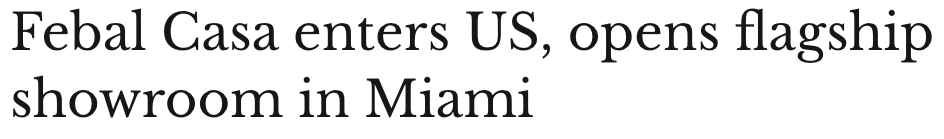 Febal Casa enters US, opens flagship
showroom in Miami